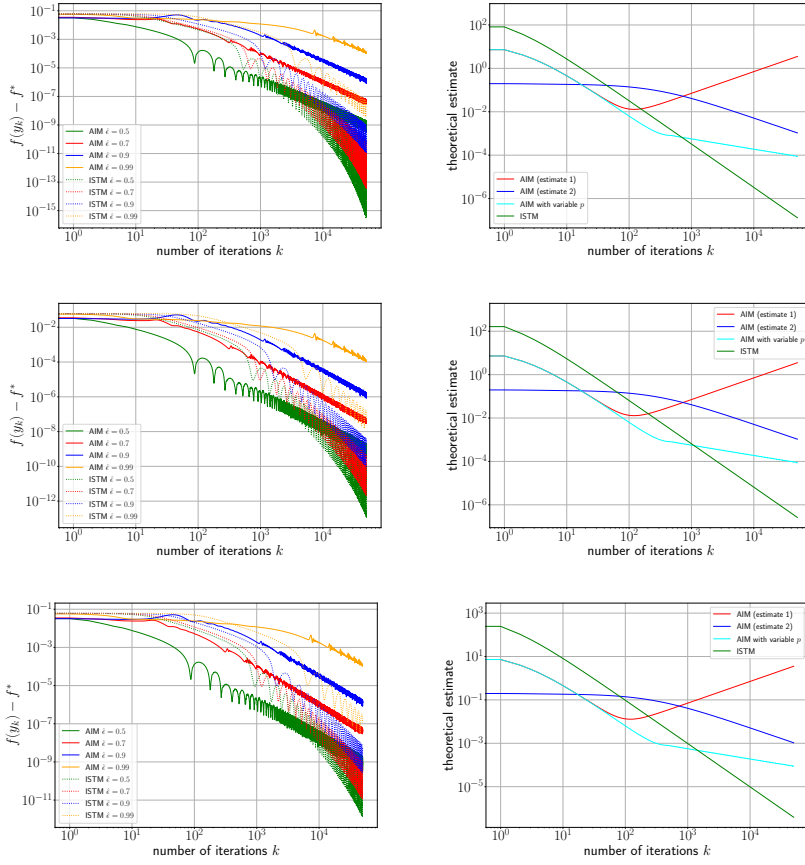 10^{-1}
10^{-3}
10^{-5}
10^{-7}
10^{-9}
10^{-11}
10^{-13}
10^{-15}
f(y_k) − f^*
AIM ε̂ = 0.5
AIM ε̂ = 0.7
AIM ε̂ = 0.9
AIM ε̂ = 0.99
ISTM ε̂ = 0.5
ISTM ε̂ = 0.7
ISTM ε̂ = 0.9
ISTM ε̂ = 0.99
10^0 10^1 10^2 10^3 10^4
number of iterations k
10^2
10^0
10^{-2}
10^{-4}
10^{-6}
theoretical estimate
AIM (estimate 1)
AIM (estimate 2)
AIM with variable p
ISTM
10^0 10^1 10^2 10^3 10^4
number of iterations k
10^{-2}
10^{-4}
10^{-6}
10^{-8}
10^{-10}
10^{-12}
f(y_k) − f^*
AIM ε̂ = 0.5
AIM ε̂ = 0.7
AIM ε̂ = 0.9
AIM ε̂ = 0.99
ISTM ε̂ = 0.5
ISTM ε̂ = 0.7
ISTM ε̂ = 0.9
ISTM ε̂ = 0.99
10^0 10^1 10^2 10^3 10^4
number of iterations k
10^2
10^0
10^{-2}
10^{-4}
10^{-6}
theoretical estimate
AIM (estimate 1)
AIM (estimate 2)
AIM with variable p
ISTM
10^0 10^1 10^2 10^3 10^4
number of iterations k
10^{-1}
10^{-3}
10^{-5}
10^{-7}
10^{-9}
10^{-11}
f(y_k) − f^*
AIM ε̂ = 0.5
AIM ε̂ = 0.7
AIM ε̂ = 0.9
AIM ε̂ = 0.99
ISTM ε̂ = 0.5
ISTM ε̂ = 0.7
ISTM ε̂ = 0.9
ISTM ε̂ = 0.99
10^0 10^1 10^2 10^3 10^4
number of iterations k
10^3
10^1
10^{-1}
10^{-3}
10^{-5}
theoretical estimate
AIM (estimate 1)
AIM (estimate 2)
AIM with variable p
ISTM
10^0 10^1 10^2 10^3 10^4
number of iterations k